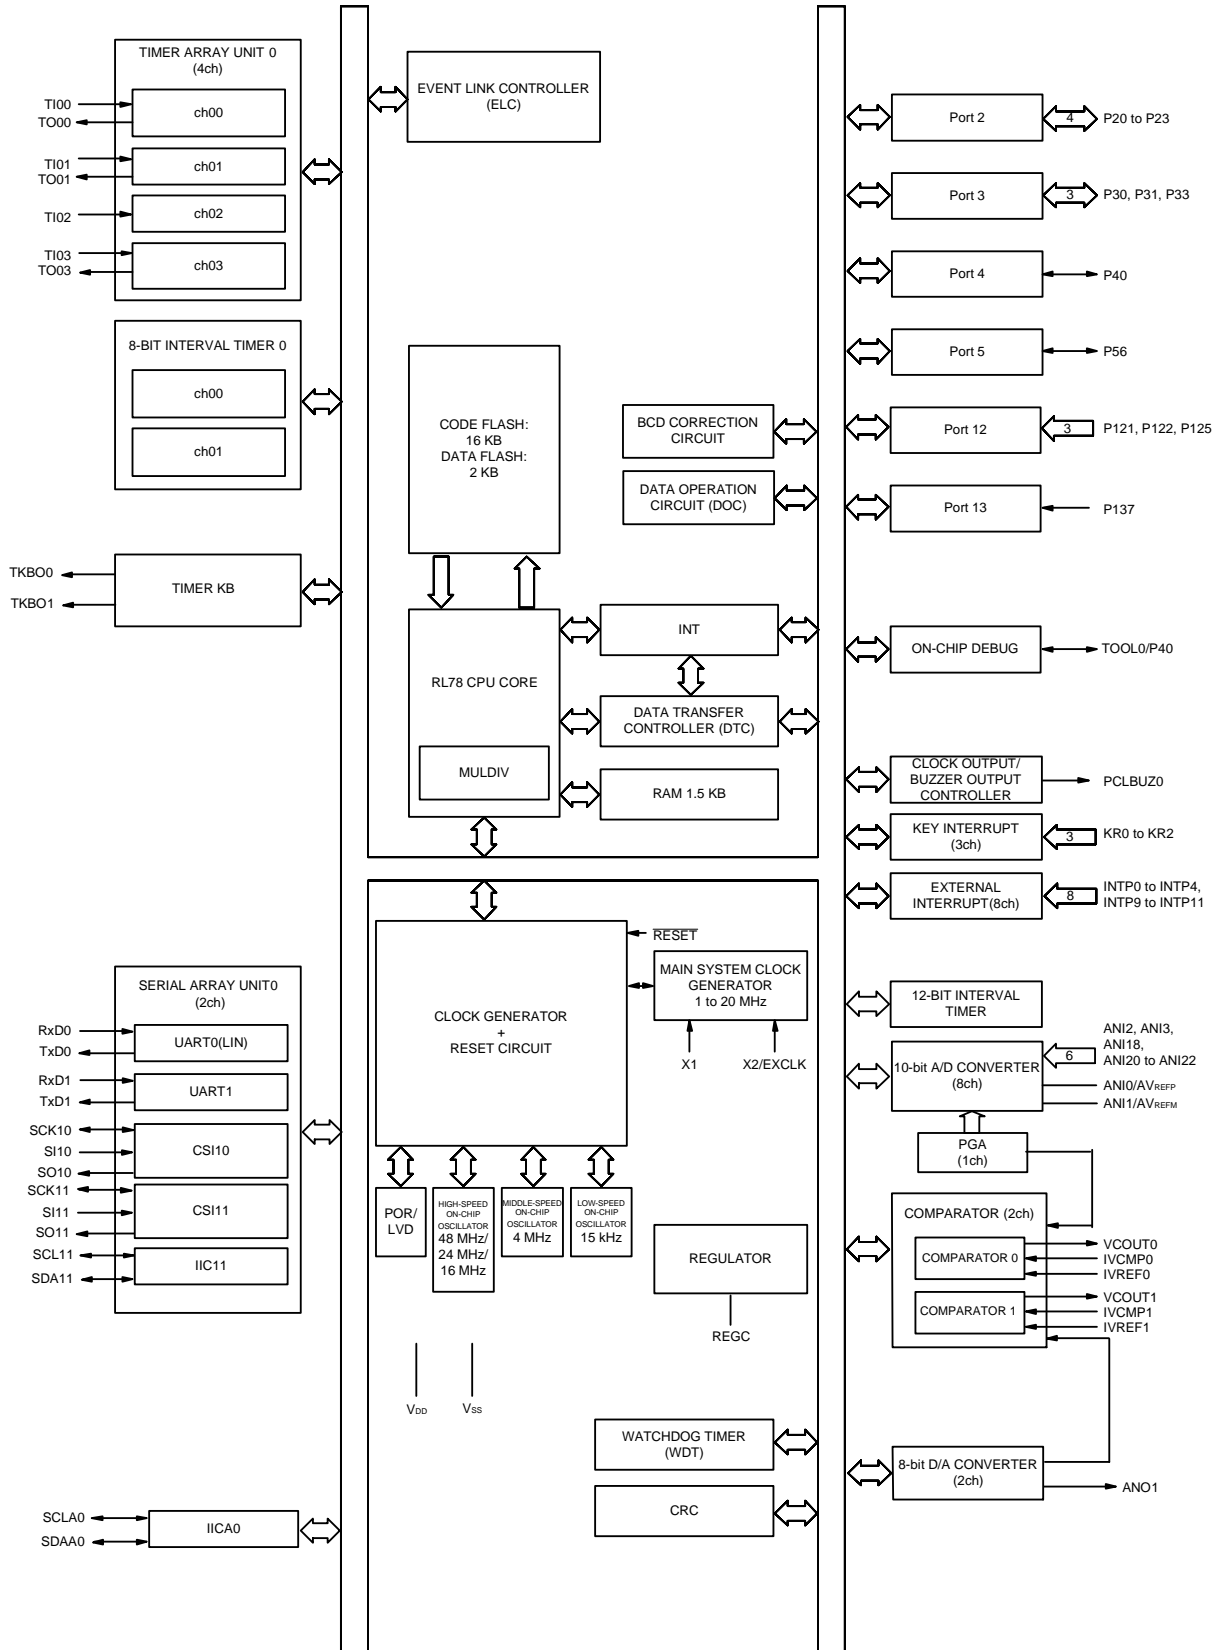 TIMER ARRAY UNIT 0
(4ch)
TI00
TO00
ch00
TI01
TO01
ch01
TI02
ch02
TI03
TO03
ch03
8-BIT INTERVAL TIMER 0
ch00
ch01
TKBO0
TKBO1
TIMER KB
SERIAL ARRAY UNIT0
(2ch)
RxD0
TxD0
UART0(LIN)
RxD1
TxD1
UART1
SCK10
SI10
SO10
CSI10
SCK11
SI11
SO11
CSI11
SCL11
SDA11
IIC11
SCLA0
SDAA0
IICA0
EVENT LINK CONTROLLER
(ELC)
CODE FLASH:
16 KB
DATA FLASH:
2 KB
BCD CORRECTION
CIRCUIT
DATA OPERATION
CIRCUIT (DOC)
RL78 CPU CORE
MULDIV
INT
DATA TRANSFER
CONTROLLER (DTC)
RAM 1.5 KB
CLOCK GENERATOR
+
RESET CIRCUIT
RESET
MAIN SYSTEM CLOCK
GENERATOR
1 to 20 MHz
X1
X2/EXCLK
POR/
LVD
HIGH-SPEED
ON-CHIP
OSCILLATOR
48 MHz/
24 MHz/
16 MHz
MIDDLE-SPEED
ON-CHIP
OSCILLATOR
4 MHz
LOW-SPEED
ON-CHIP
OSCILLATOR
15 kHz
REGULATOR
REGC
VDD
VSS
WATCHDOG TIMER
(WDT)
CRC
Port 2
4
P20 to P23
Port 3
3
P30, P31, P33
Port 4
P40
Port 5
P56
Port 12
3
P121, P122, P125
Port 13
P137
ON-CHIP DEBUG
TOOL0/P40
CLOCK OUTPUT/
BUZZER OUTPUT
CONTROLLER
PCLBUZ0
KEY INTERRUPT
(3ch)
3
KR0 to KR2
EXTERNAL
INTERRUPT(8ch)
8
INTP0 to INTP4,
INTP9 to INTP11
12-BIT INTERVAL
TIMER
10-bit A/D CONVERTER
(8ch)
6
ANI2, ANI3,
ANI18,
ANI20 to ANI22
ANI0/AVREFP
ANI1/AVREFM
PGA
(1ch)
COMPARATOR (2ch)
COMPARATOR 0
VCOUT0
IVCMP0
IVREF0
COMPARATOR 1
VCOUT1
IVCMP1
IVREF1
8-bit D/A CONVERTER
(2ch)
ANO1